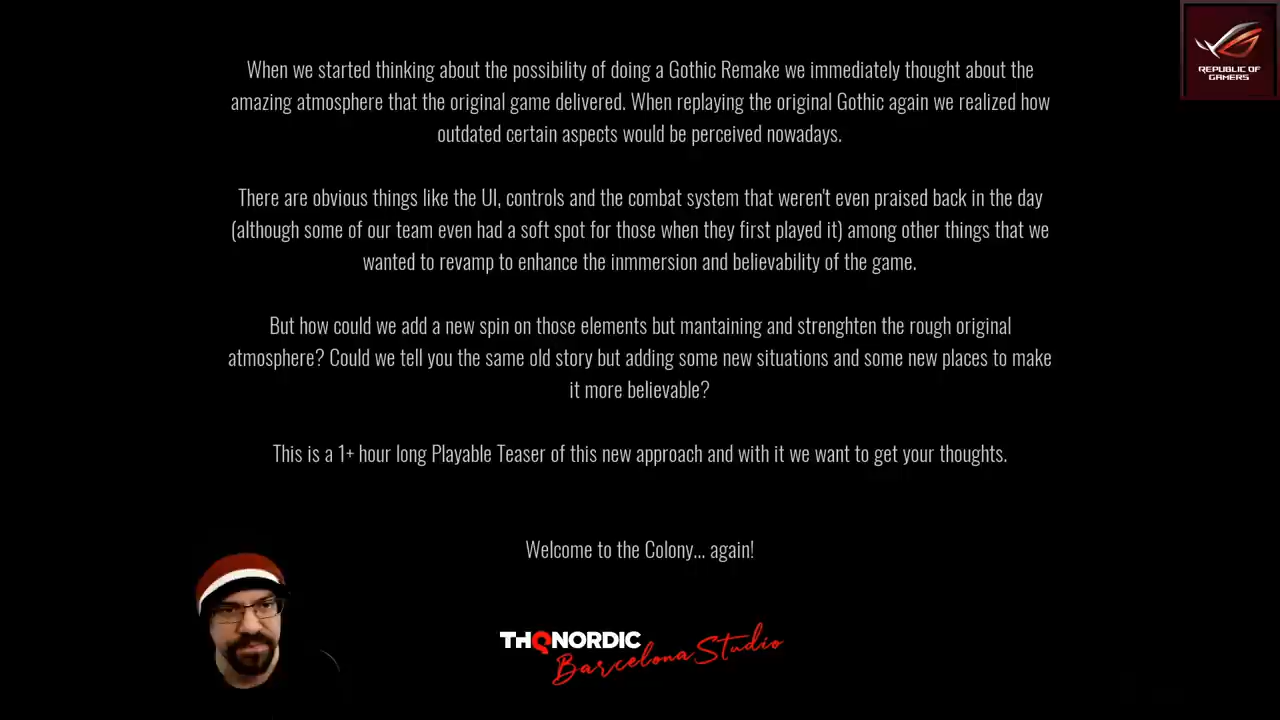 When we started thinking about the possibility of doing a Gothic Remake we immediately thought about the
amazing atmosphere that the original game delivered. When replaying the original Gothic again we realized how
outdated certain aspects would be perceived nowadays.
There are obvious things like the UI, controls and the combat system that weren't even praised back in the day
(although some of our team even had a soft spot for those when they first played it) among other things that we
wanted to revamp to enhance the inmmersion and believability of the game.
But how could we add a new spin on those elements but mantaining and strenghten the rough original
atmosphere? Could we tell you the same old story but adding some new situations and some new places to make
it more believable?
This is a 1+ hour long Playable Teaser of this new approach and with it we want to get your thoughts.
Welcome to the Colony... again!
THQNORDIC
Barcelona Studio
REPUBLIC OF
GAMERS